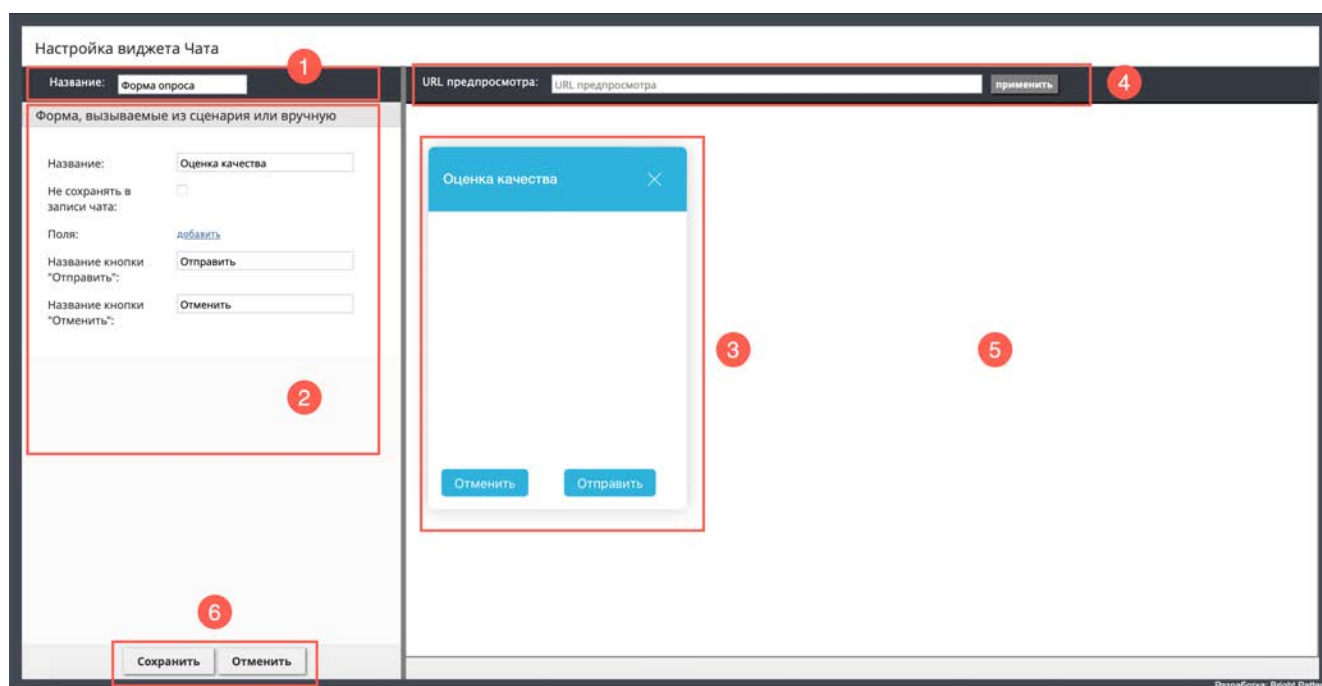 Настройка виджета Чата
1
Название: Форма опроса
URL предпросмотра: URL предпросмотра применить
4
Форма, вызываемые из сценария или вручную
Название: Оценка качества
Не сохранять в
записи чата:
Поля: добавить
Название кнопки
"Отправить":
Отправить
Название кнопки
"Отменить":
Отменить
2
Оценка качества
Отменить Отправить
3
5
6
Сохранить Отменить
Разработка: Bright